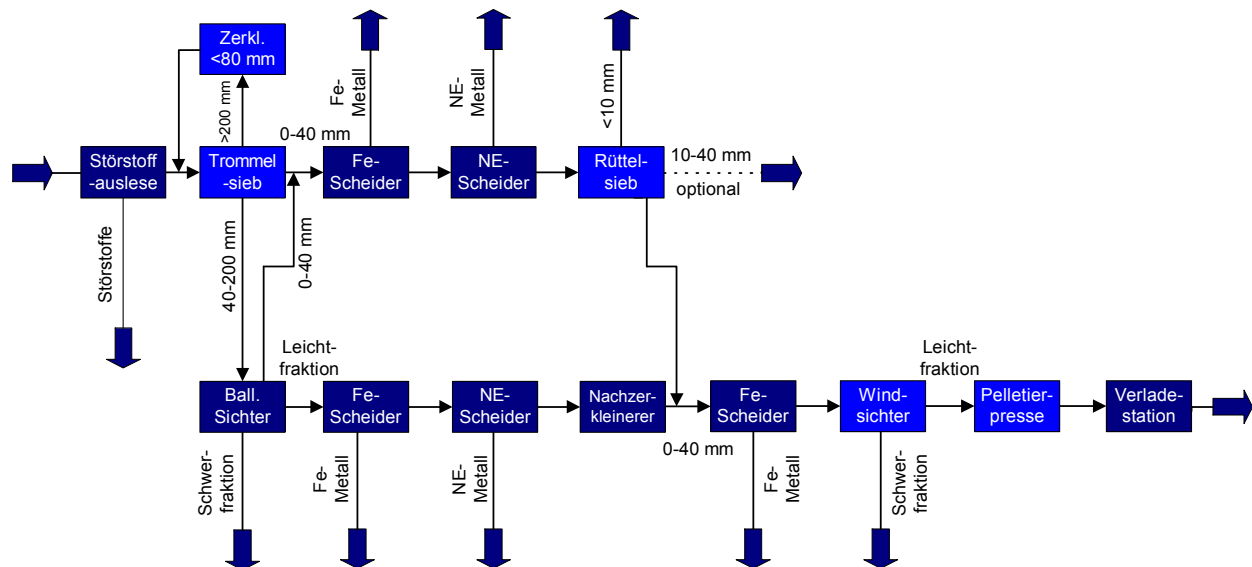 Zerkl.
<80 mm
>200 mm
Fe-
Metall
NE-
Metall
<10 mm
0-40 mm
10-40 mm
optional
Störstoff
-auslese
Trommel
-sieb
Fe-
Scheider
NE-
Scheider
Rüttel-
sieb
Störstoffe
40-200 mm
0-40 mm
Leicht-
fraktion
Leicht-
fraktion
Ball.
Sichter
Fe-
Scheider
NE-
Scheider
Nachzer-
kleinerer
0-40 mm
Fe-
Scheider
Wind-
sichter
Pelletier-
presse
Verlade-
station
Schwer-
fraktion
Fe-
Metall
NE-
Metall
Fe-
Metall
Schwer-
fraktion